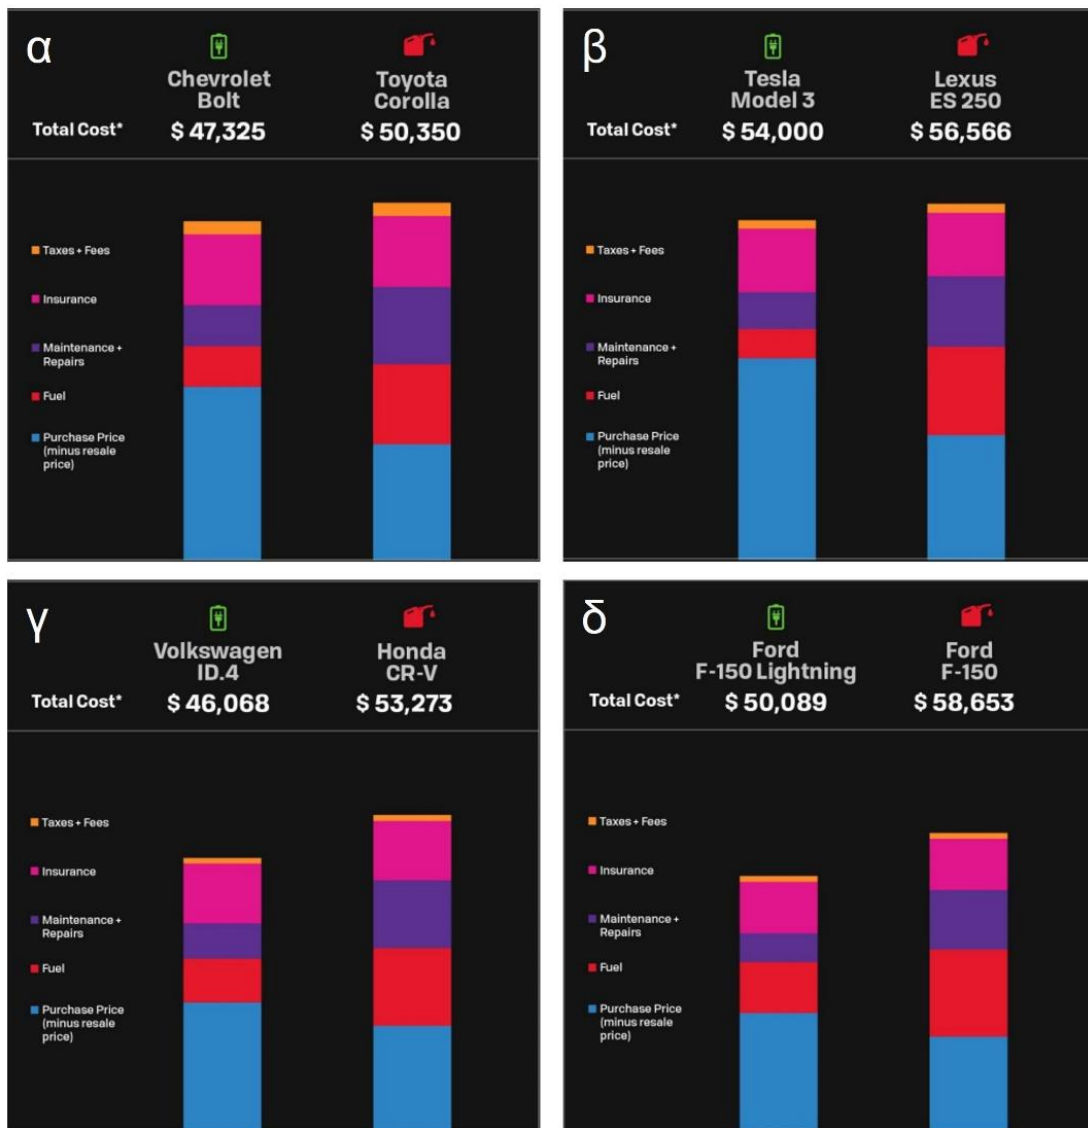 α
Chevrolet
Bolt
Toyota
Corolla
Total Cost* $ 47,325 $ 50,350
Taxes + Fees
Insurance
Maintenance +
Repairs
Fuel
Purchase Price
(minus resale
price)
β
Tesla
Model 3
Lexus
ES 250
Total Cost* $ 54,000 $ 56,566
Taxes + Fees
Insurance
Maintenance +
Repairs
Fuel
Purchase Price
(minus resale
price)
γ
Volkswagen
ID.4
Honda
CR-V
Total Cost* $ 46,068 $ 53,273
Taxes + Fees
Insurance
Maintenance +
Repairs
Fuel
Purchase Price
(minus resale
price)
δ
Ford
F-150 Lightning
Ford
F-150
Total Cost* $ 50,089 $ 58,653
Taxes + Fees
Insurance
Maintenance +
Repairs
Fuel
Purchase Price
(minus resale
price)